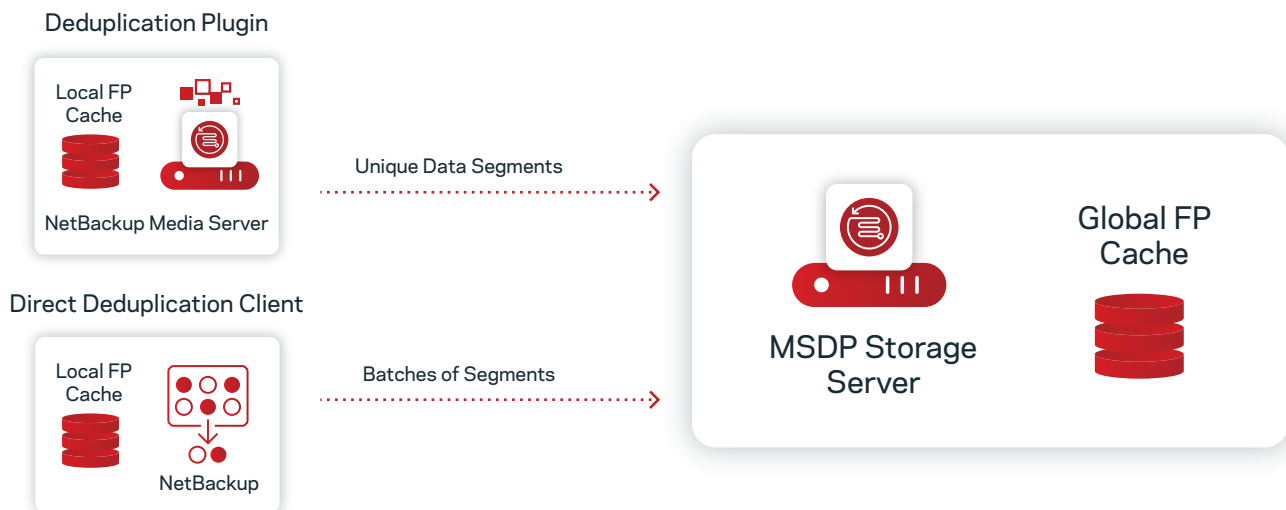 Deduplication Plugin
Local FP
Cache
NetBackup Media Server
Unique Data Segments
Direct Deduplication Client
Local FP
Cache
NetBackup
Batches of Segments
MSDP Storage
Server
Global FP
Cache